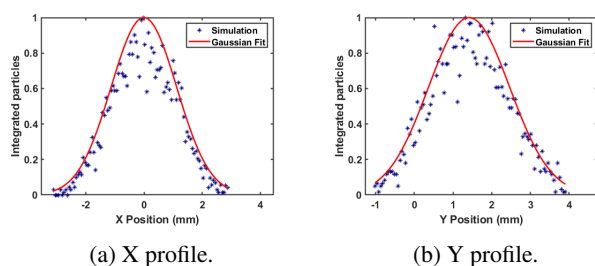 1
0.8
0.6
0.4
0.2
0
Integrated particles
Simulation
Gaussian Fit
-2 0 2 4
X Position (mm)
(a) X profile.
1
0.8
0.6
0.4
0.2
0
Integrated particles
Simulation
Gaussian Fit
-1 0 1 2 3 4
Y Position (mm)
(b) Y profile.